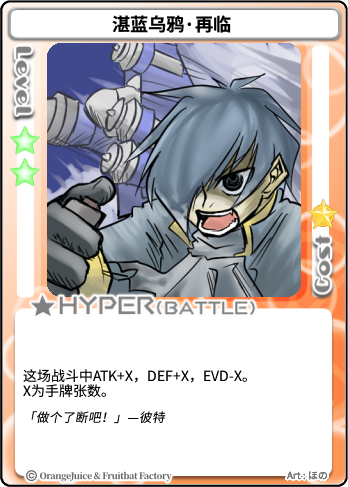 湛蓝乌鸦·再临
Level
Cost
HYPER(BATTLE)
这场战斗中ATK+X，DEF+X，EVD-X。
X为手牌张数。
「做个了断吧！」—彼特
© OrangeJuice & Fruitbat Factory
Art : ほの